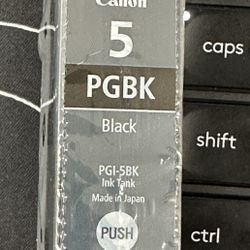 Canon
5
PGBK
Black
PGI-5BK
Ink Tank
Made in Japan
PUSH
caps
shift
ctrl